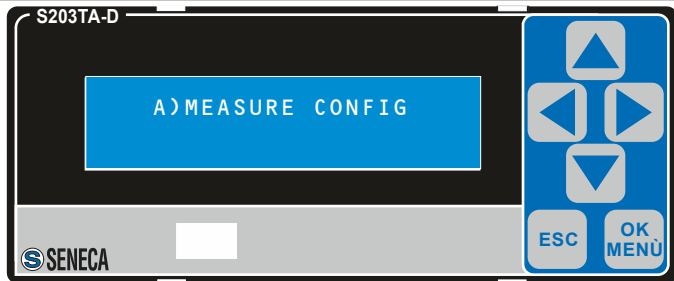 S203TA-D
A)MEASURE CONFIG
ESC
OK
MENÙ
S SENECA